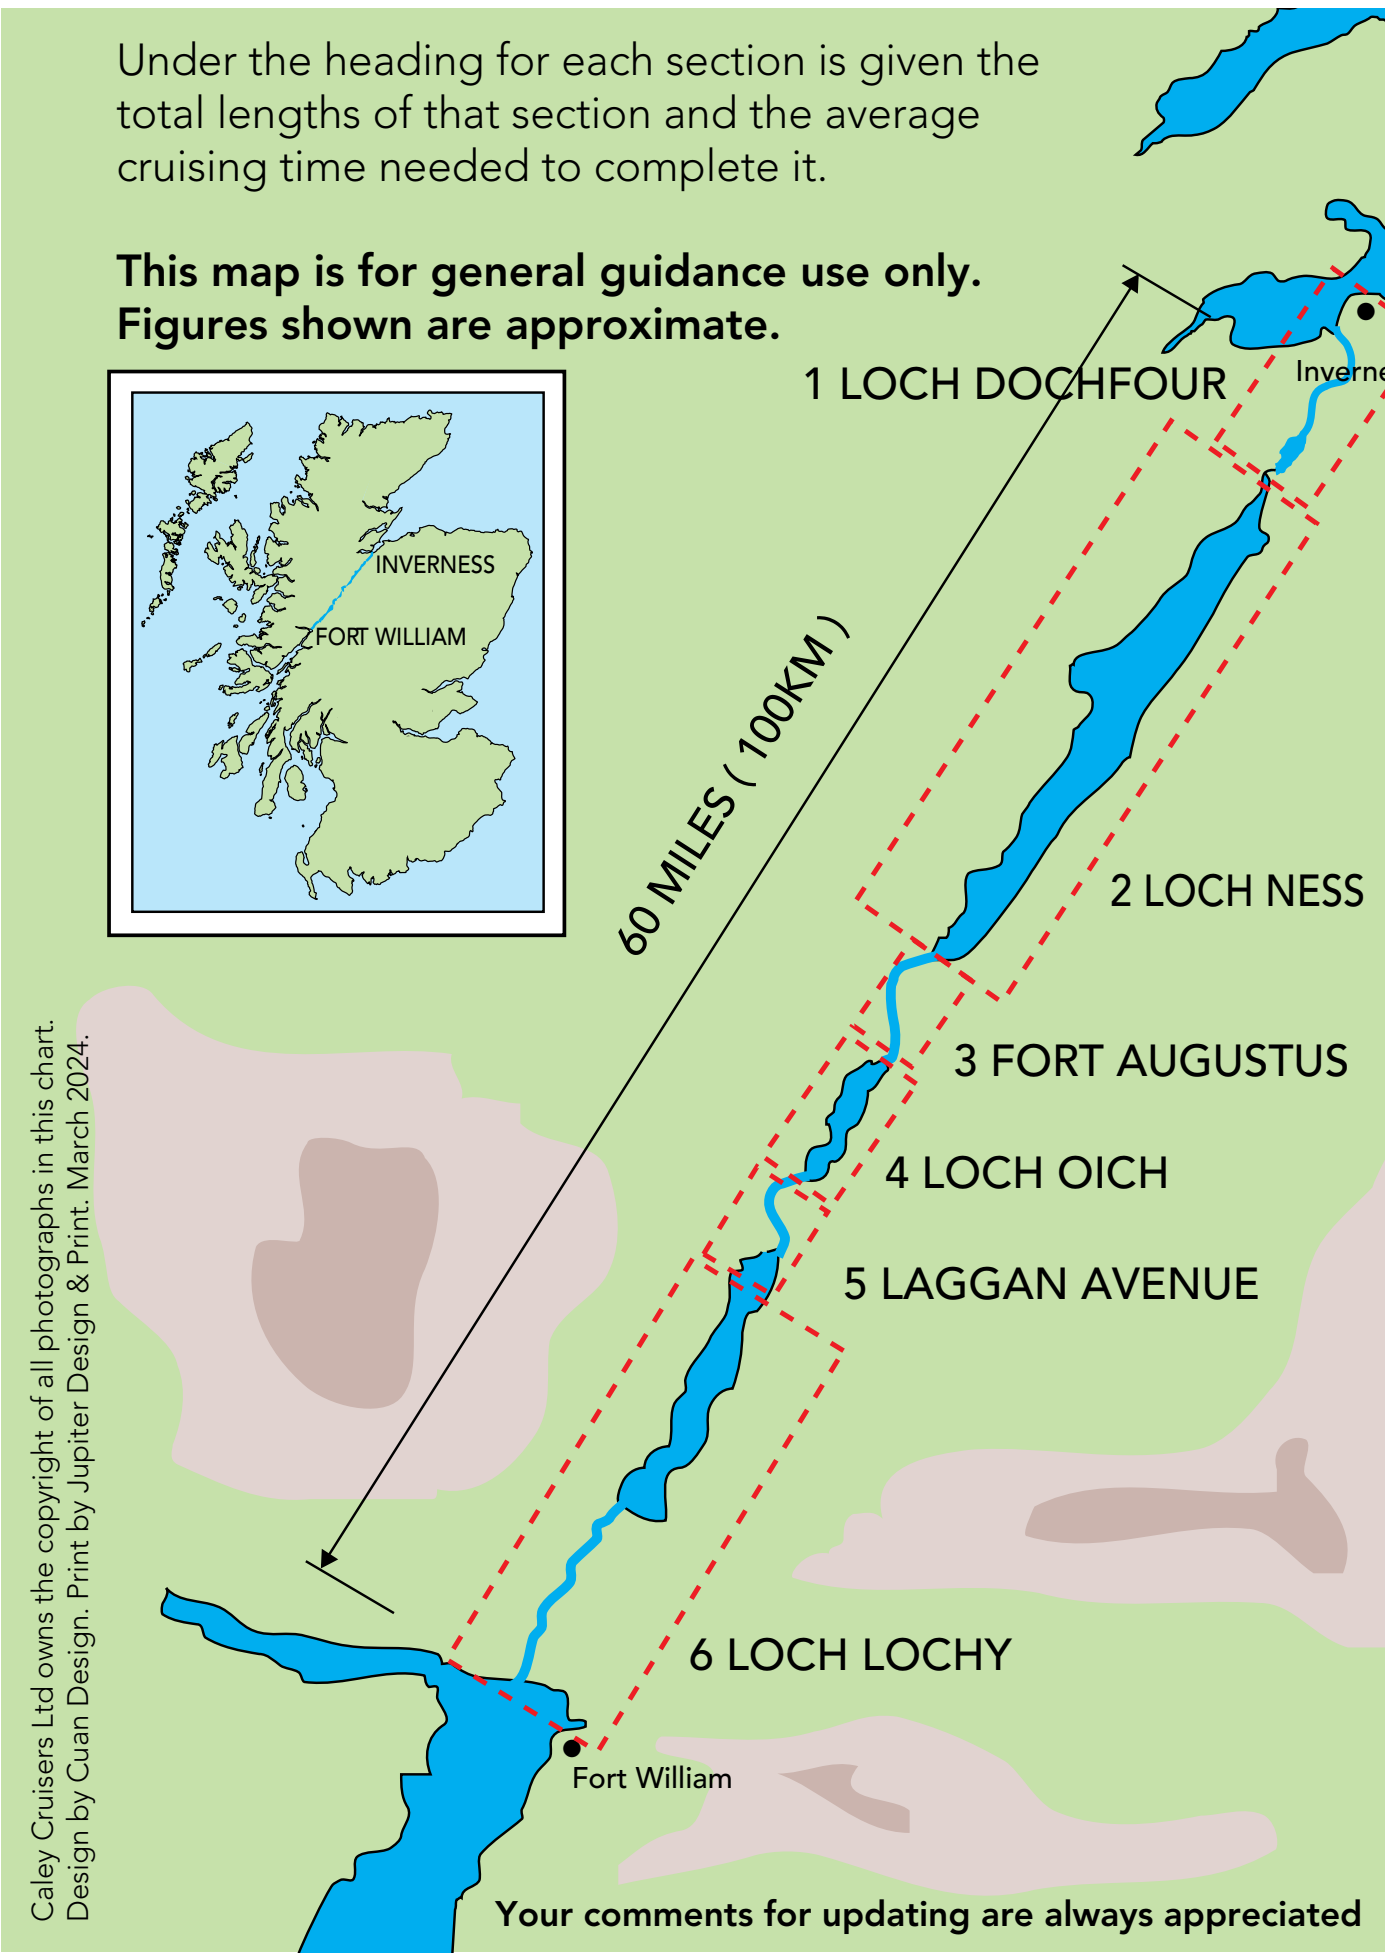 Under the heading for each section is given the
total lengths of that section and the average
cruising time needed to complete it.
This map is for general guidance use only.
Figures shown are approximate.
1 LOCH DOCHFOUR
Inverne
INVERNESS
FORT WILLIAM
60 MILES ( 100KM )
2 LOCH NESS
3 FORT AUGUSTUS
4 LOCH OICH
5 LAGGAN AVENUE
6 LOCH LOCHY
Fort William
Caley Cruisers Ltd owns the copyright of all photographs in this chart.
Design by Cuan Design. Print by Jupiter Design & Print. March 2024.
Your comments for updating are always appreciated